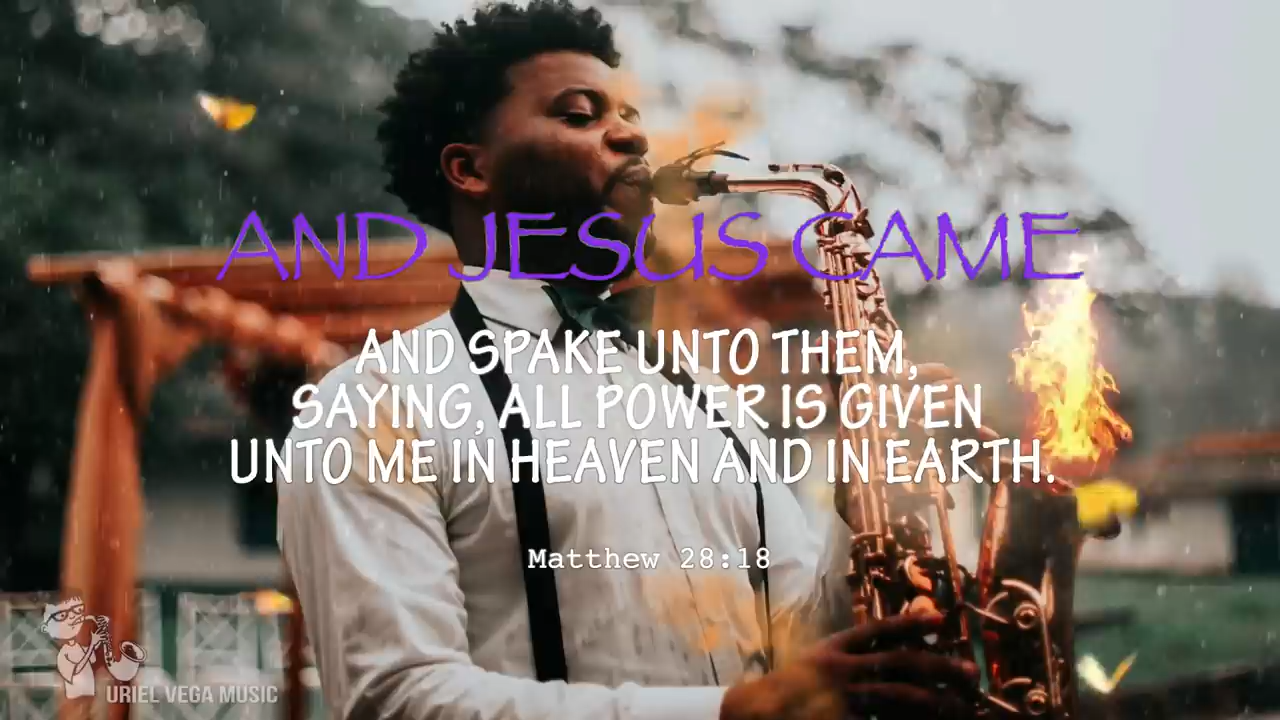 AND JESUS CAME
AND SPAKE UNTO THEM,
SAYING, ALL POWER IS GIVEN
UNTO ME IN HEAVEN AND IN EARTH.
Matthew 28:18
URIEL VEGA MUSIC